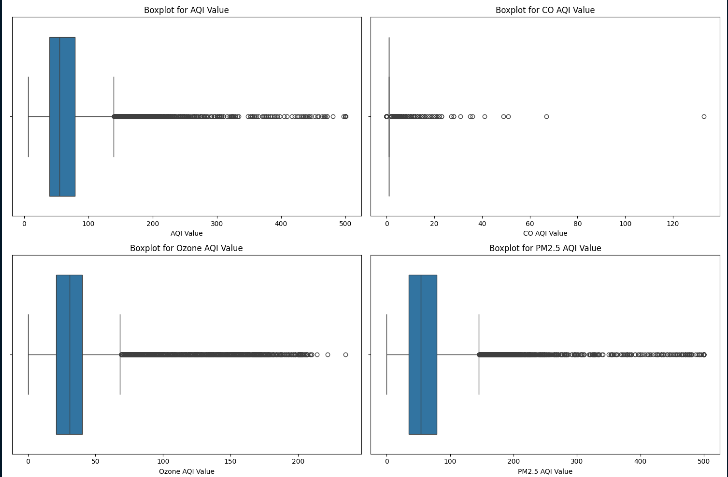 Boxplot for AQI Value
0 100 200 300 400 500
AQI Value
Boxplot for CO AQI Value
0 20 40 60 80 100 120
CO AQI Value
Boxplot for Ozone AQI Value
0 50 100 150 200
Ozone AQI Value
Boxplot for PM2.5 AQI Value
0 100 200 300 400 500
PM2.5 AQI Value